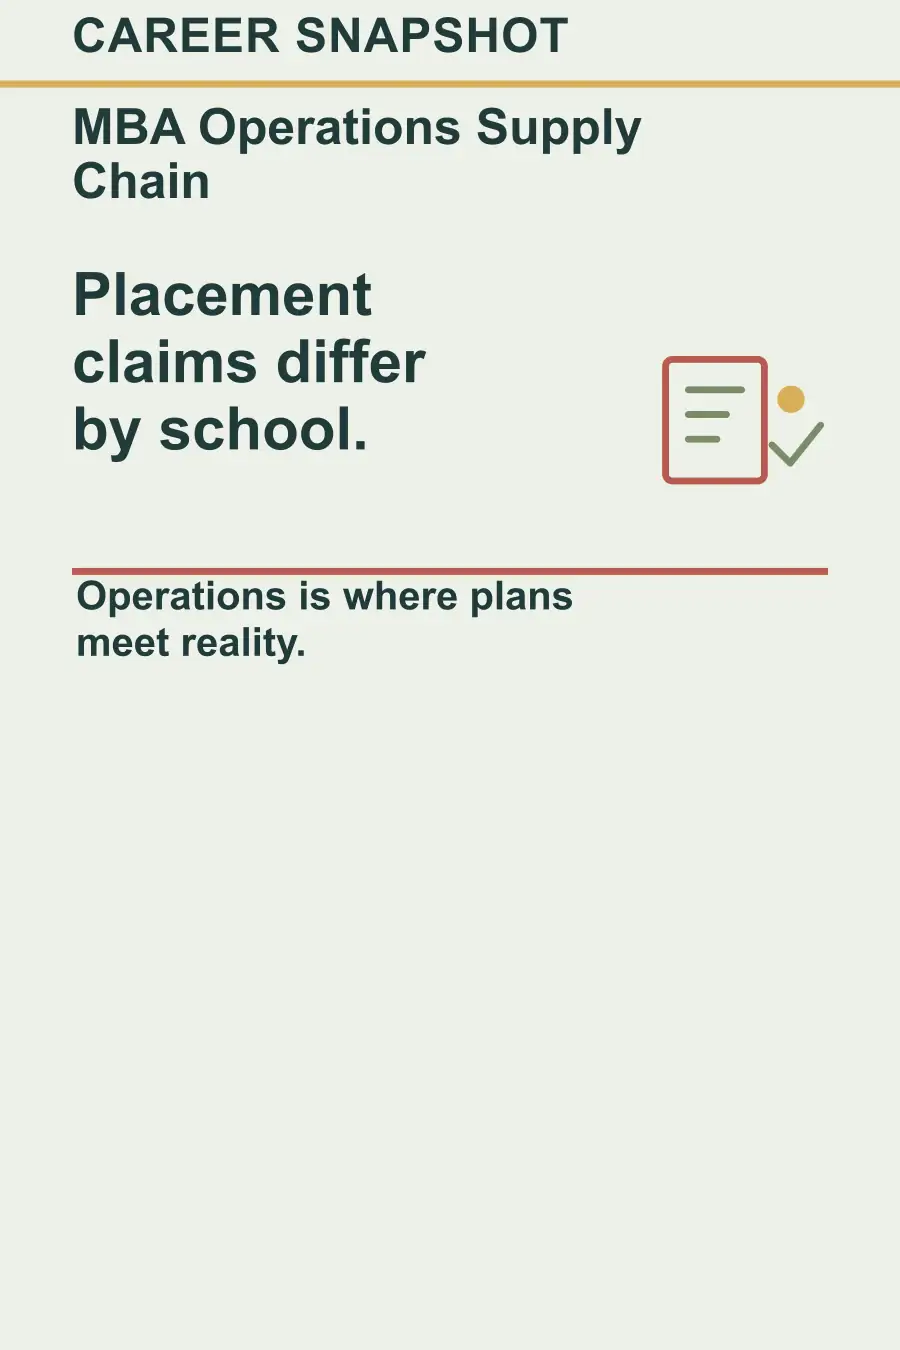 CAREER SNAPSHOT
MBA Operations Supply
Chain
Placement
claims differ
by school.
Operations is where plans
meet reality.